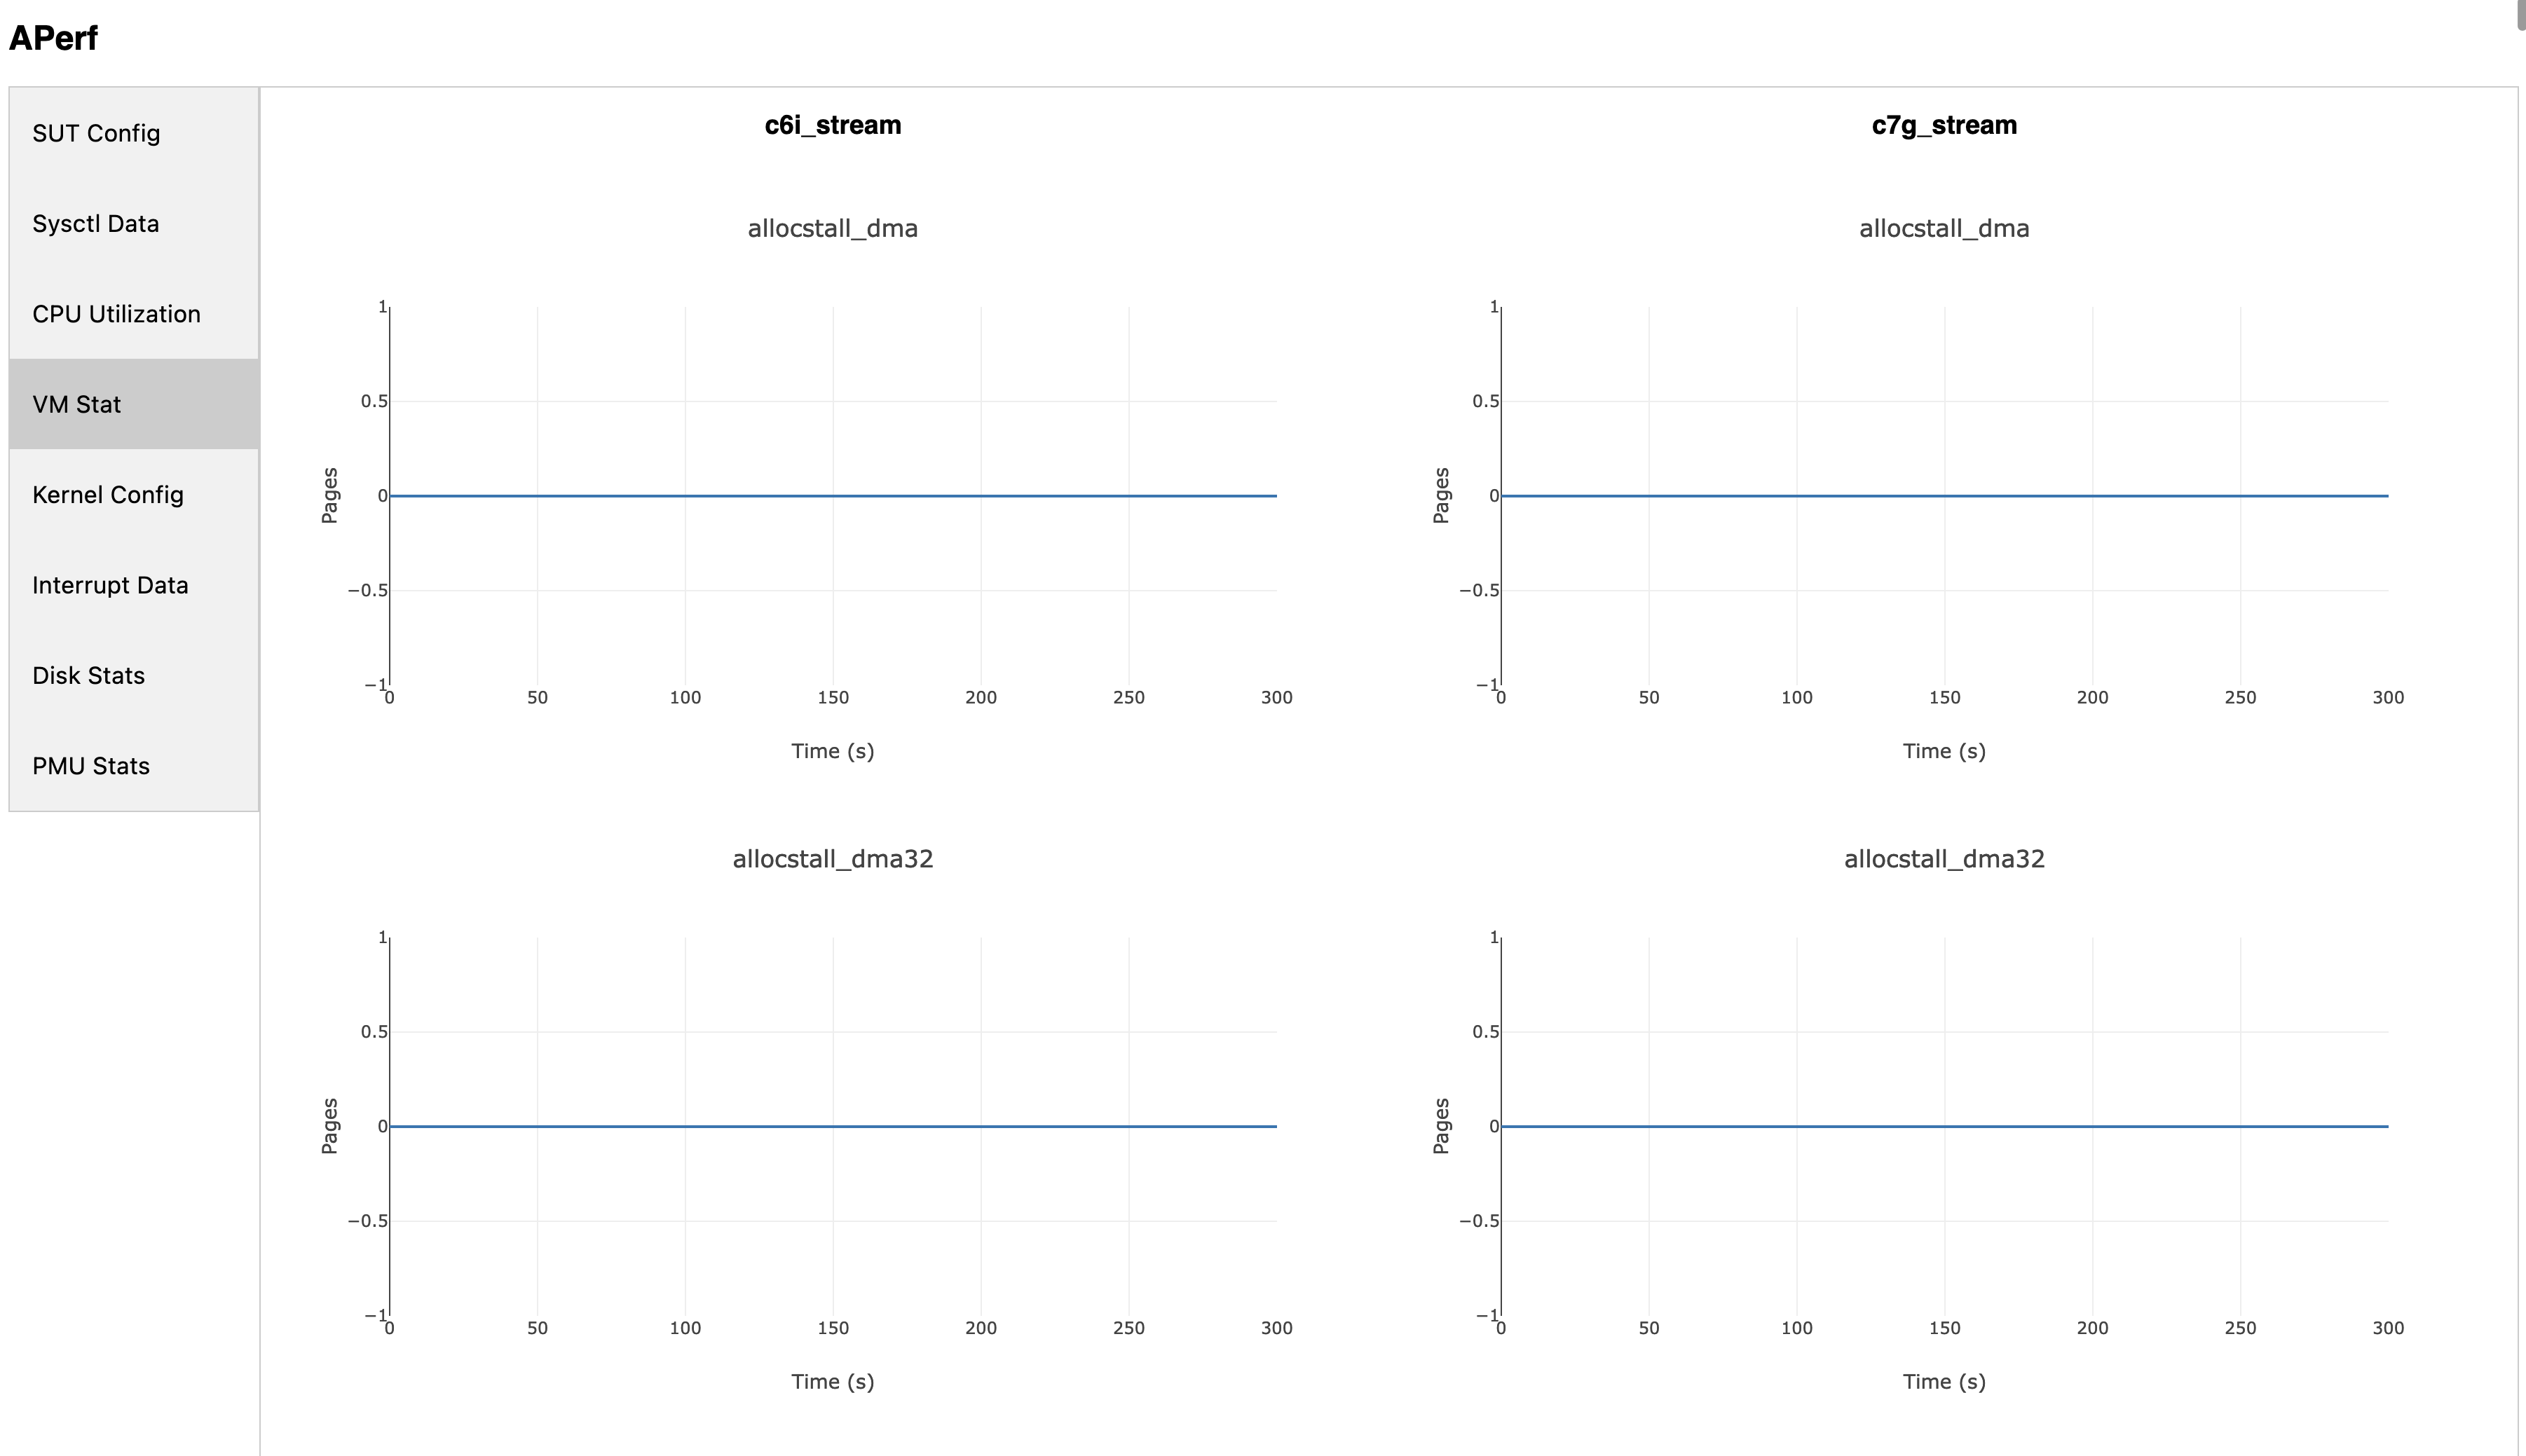 APerf
SUT Config
Sysctl Data
CPU Utilization
VM Stat
Kernel Config
Interrupt Data
Disk Stats
PMU Stats
c6i_stream
c7g_stream
allocstall_dma
1
0.5
0
−0.5
−1
Pages
0 50 100 150 200 250 300
Time (s)
allocstall_dma
1
0.5
0
−0.5
−1
Pages
0 50 100 150 200 250 300
Time (s)
allocstall_dma32
1
0.5
0
−0.5
−1
Pages
0 50 100 150 200 250 300
Time (s)
allocstall_dma32
1
0.5
0
−0.5
−1
Pages
0 50 100 150 200 250 300
Time (s)